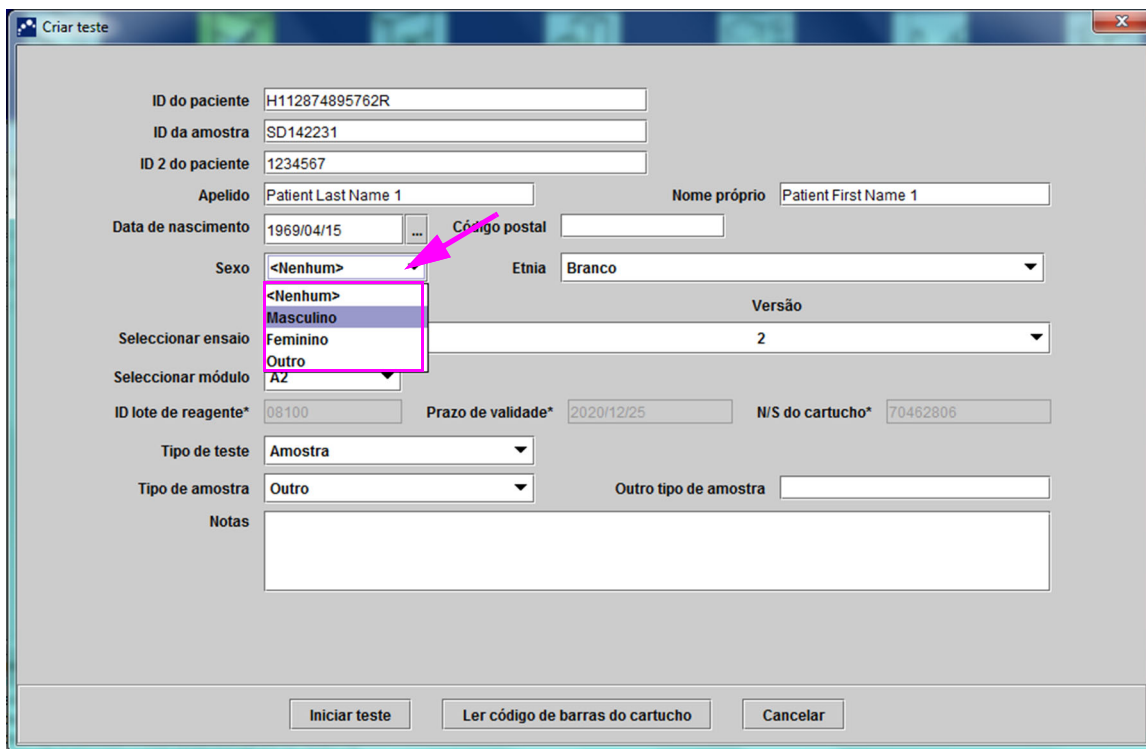 Criar teste
ID do paciente H112874895762R
ID da amostra SD142231
ID 2 do paciente 1234567
Apelido Patient Last Name 1 Nome próprio Patient First Name 1
Data de nascimento 1969/04/15 ... Código postal
Sexo <Nenhum> Etnia Branco
<Nenhum>
Masculino
Feminino
Outro
Versão
Seleccionar ensaio 2
Seleccionar módulo A2
ID lote de reagente* 08100 Prazo de validade* 2020/12/25 N/S do cartucho* 70462806
Tipo de teste Amostra
Tipo de amostra Outro Outro tipo de amostra
Notas
Iniciar teste Ler código de barras do cartucho Cancelar